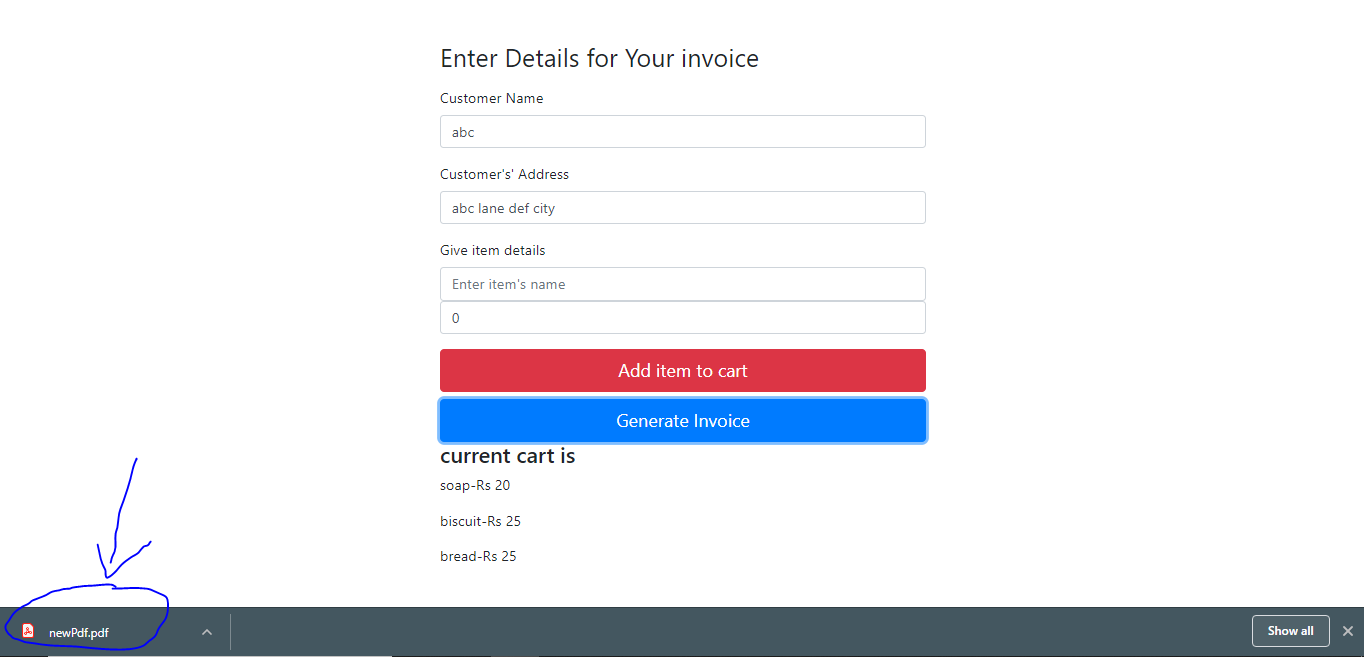 Enter Details for Your invoice
Customer Name
abc
Customer's' Address
abc lane def city
Give item details
Enter item's name
0
Add item to cart
Generate Invoice
current cart is
soap-Rs 20
biscuit-Rs 25
bread-Rs 25
newPdf.pdf
Show all